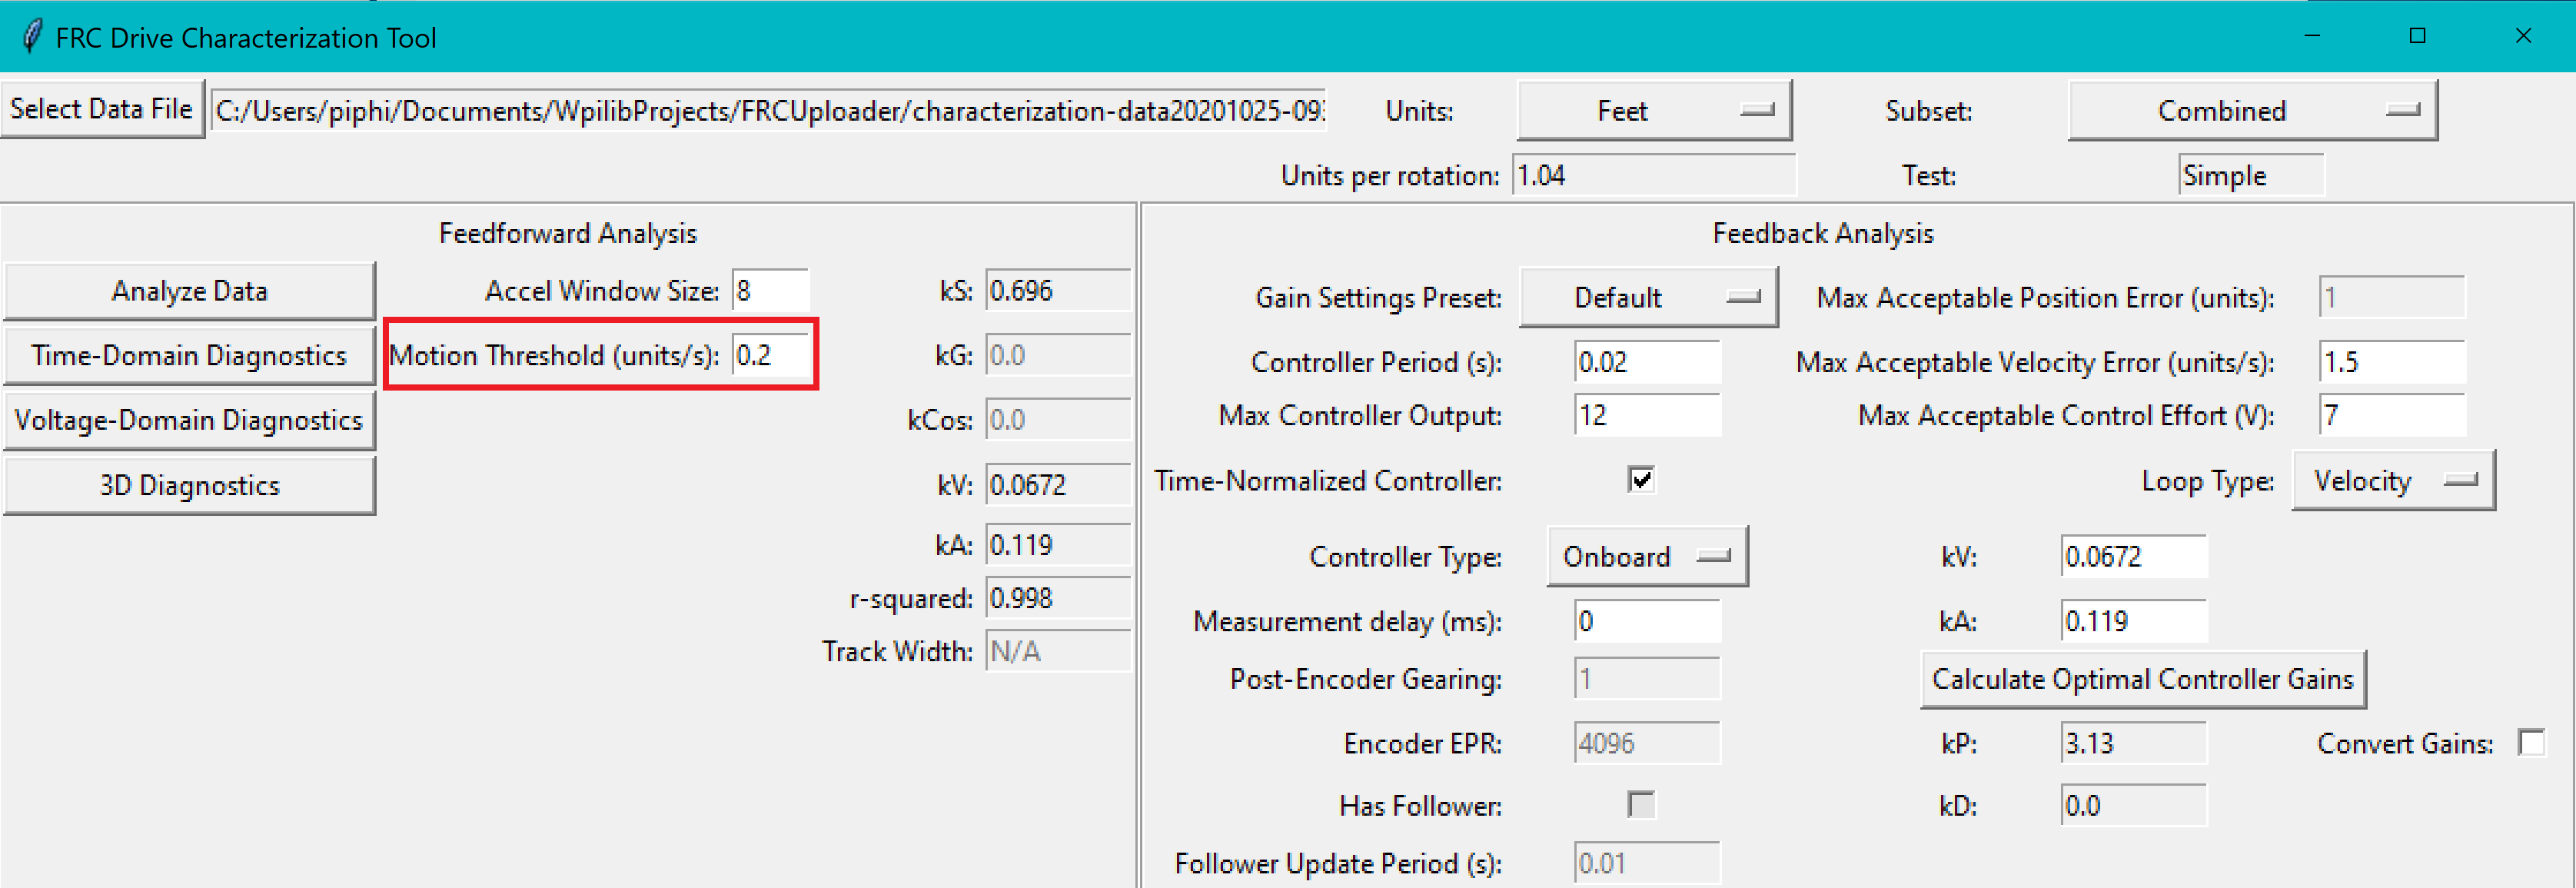 FRC Drive Characterization Tool
Select Data File C:/Users/piphi/Documents/WpilibProjects/FRCUploader/characterization-data20201025-093 Units: Feet Subset: Combined
Units per rotation: 1.04 Test: Simple
Feedforward Analysis
Analyze Data Accel Window Size: 8 kS: 0.696
Time-Domain Diagnostics Motion Threshold (units/s): 0.2 kG: 0.0
Voltage-Domain Diagnostics kCos: 0.0
3D Diagnostics kV: 0.0672
kA: 0.119
r-squared: 0.998
Track Width: N/A
Feedback Analysis
Gain Settings Preset: Default Max Acceptable Position Error (units): 1
Controller Period (s): 0.02 Max Acceptable Velocity Error (units/s): 1.5
Max Controller Output: 12 Max Acceptable Control Effort (V): 7
Time-Normalized Controller: Loop Type: Velocity
Controller Type: Onboard kV: 0.0672
Measurement delay (ms): 0 kA: 0.119
Post-Encoder Gearing: 1 Calculate Optimal Controller Gains
Encoder EPR: 4096 kP: 3.13 Convert Gains:
Has Follower: kD: 0.0
Follower Update Period (s): 0.01